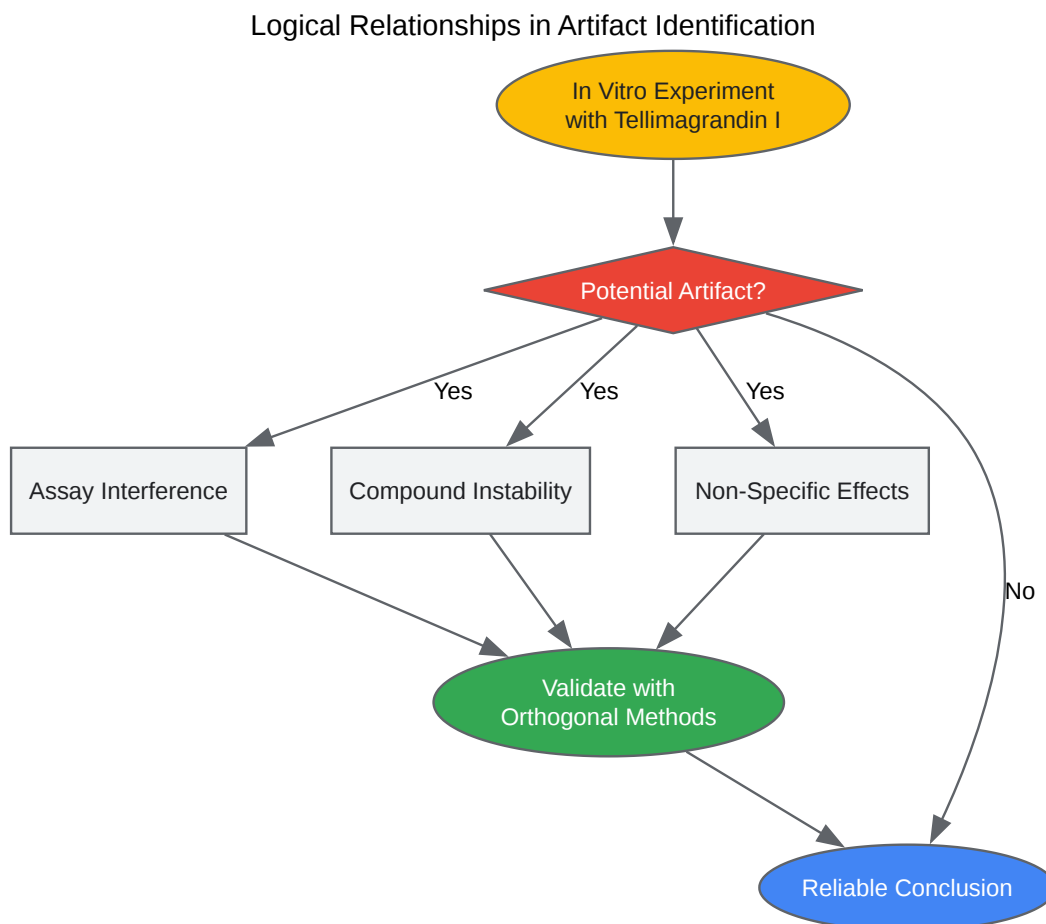 Logical Relationships in Artifact Identification
In Vitro Experiment
with Tellimagrandin I
Potential Artifact?
Yes
Yes
Yes
Assay Interference
Compound Instability
Non-Specific Effects
No
Validate with
Orthogonal Methods
Reliable Conclusion